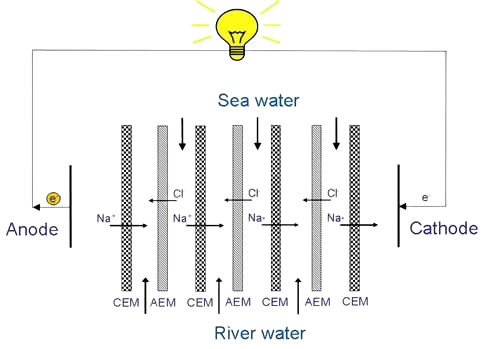 Sea water
e⁻
e⁻
Cl⁻ Cl⁻ Cl⁻
Na⁺ Na⁺ Na⁺ Na⁺
Anode
Cathode
CEM AEM CEM AEM CEM AEM CEM
River water